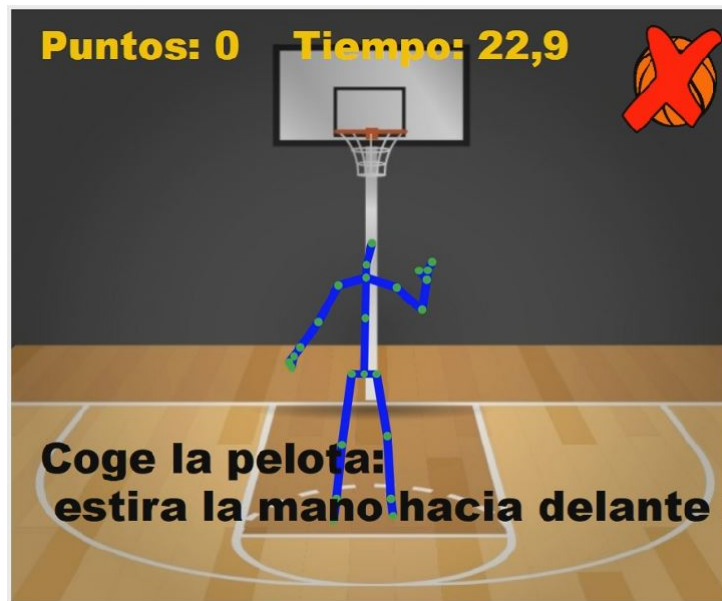 Puntos: 0 Tiempo: 22,9
Coge la pelota:
estira la mano hacia delante